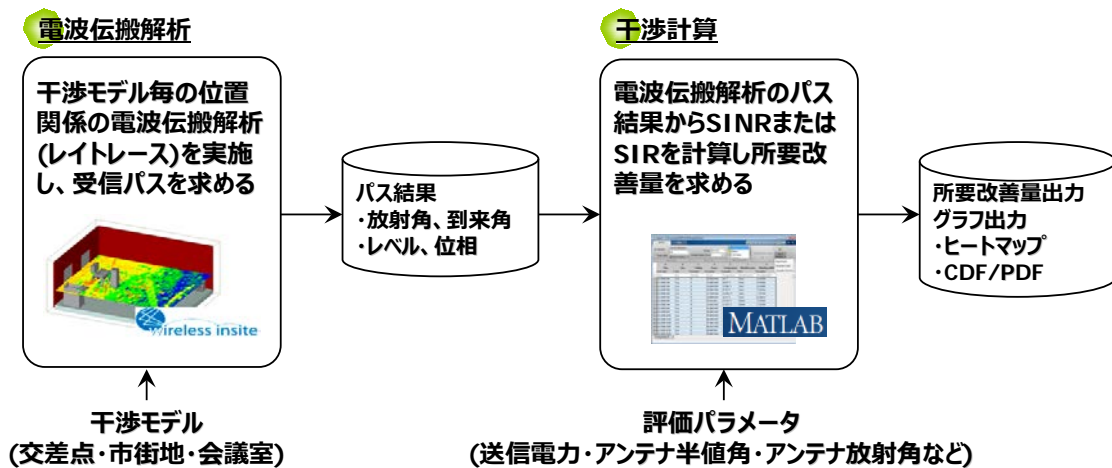 電波伝搬解析
干渉モデル毎の位置
関係の電波伝搬解析
(レイトレース)を実施
し、受信パスを求める
wireless insite
干渉モデル
(交差点・市街地・会議室)
パス結果
・放射角、到来角
・レベル、位相
干渉計算
電波伝搬解析のパス
結果からSINRまたは
SIRを計算し所要改
善量を求める
MATLAB
評価パラメータ
(送信電力・アンテナ半値角・アンテナ放射角など)
所要改善量出力
グラフ出力
・ヒートマップ
・CDF/PDF